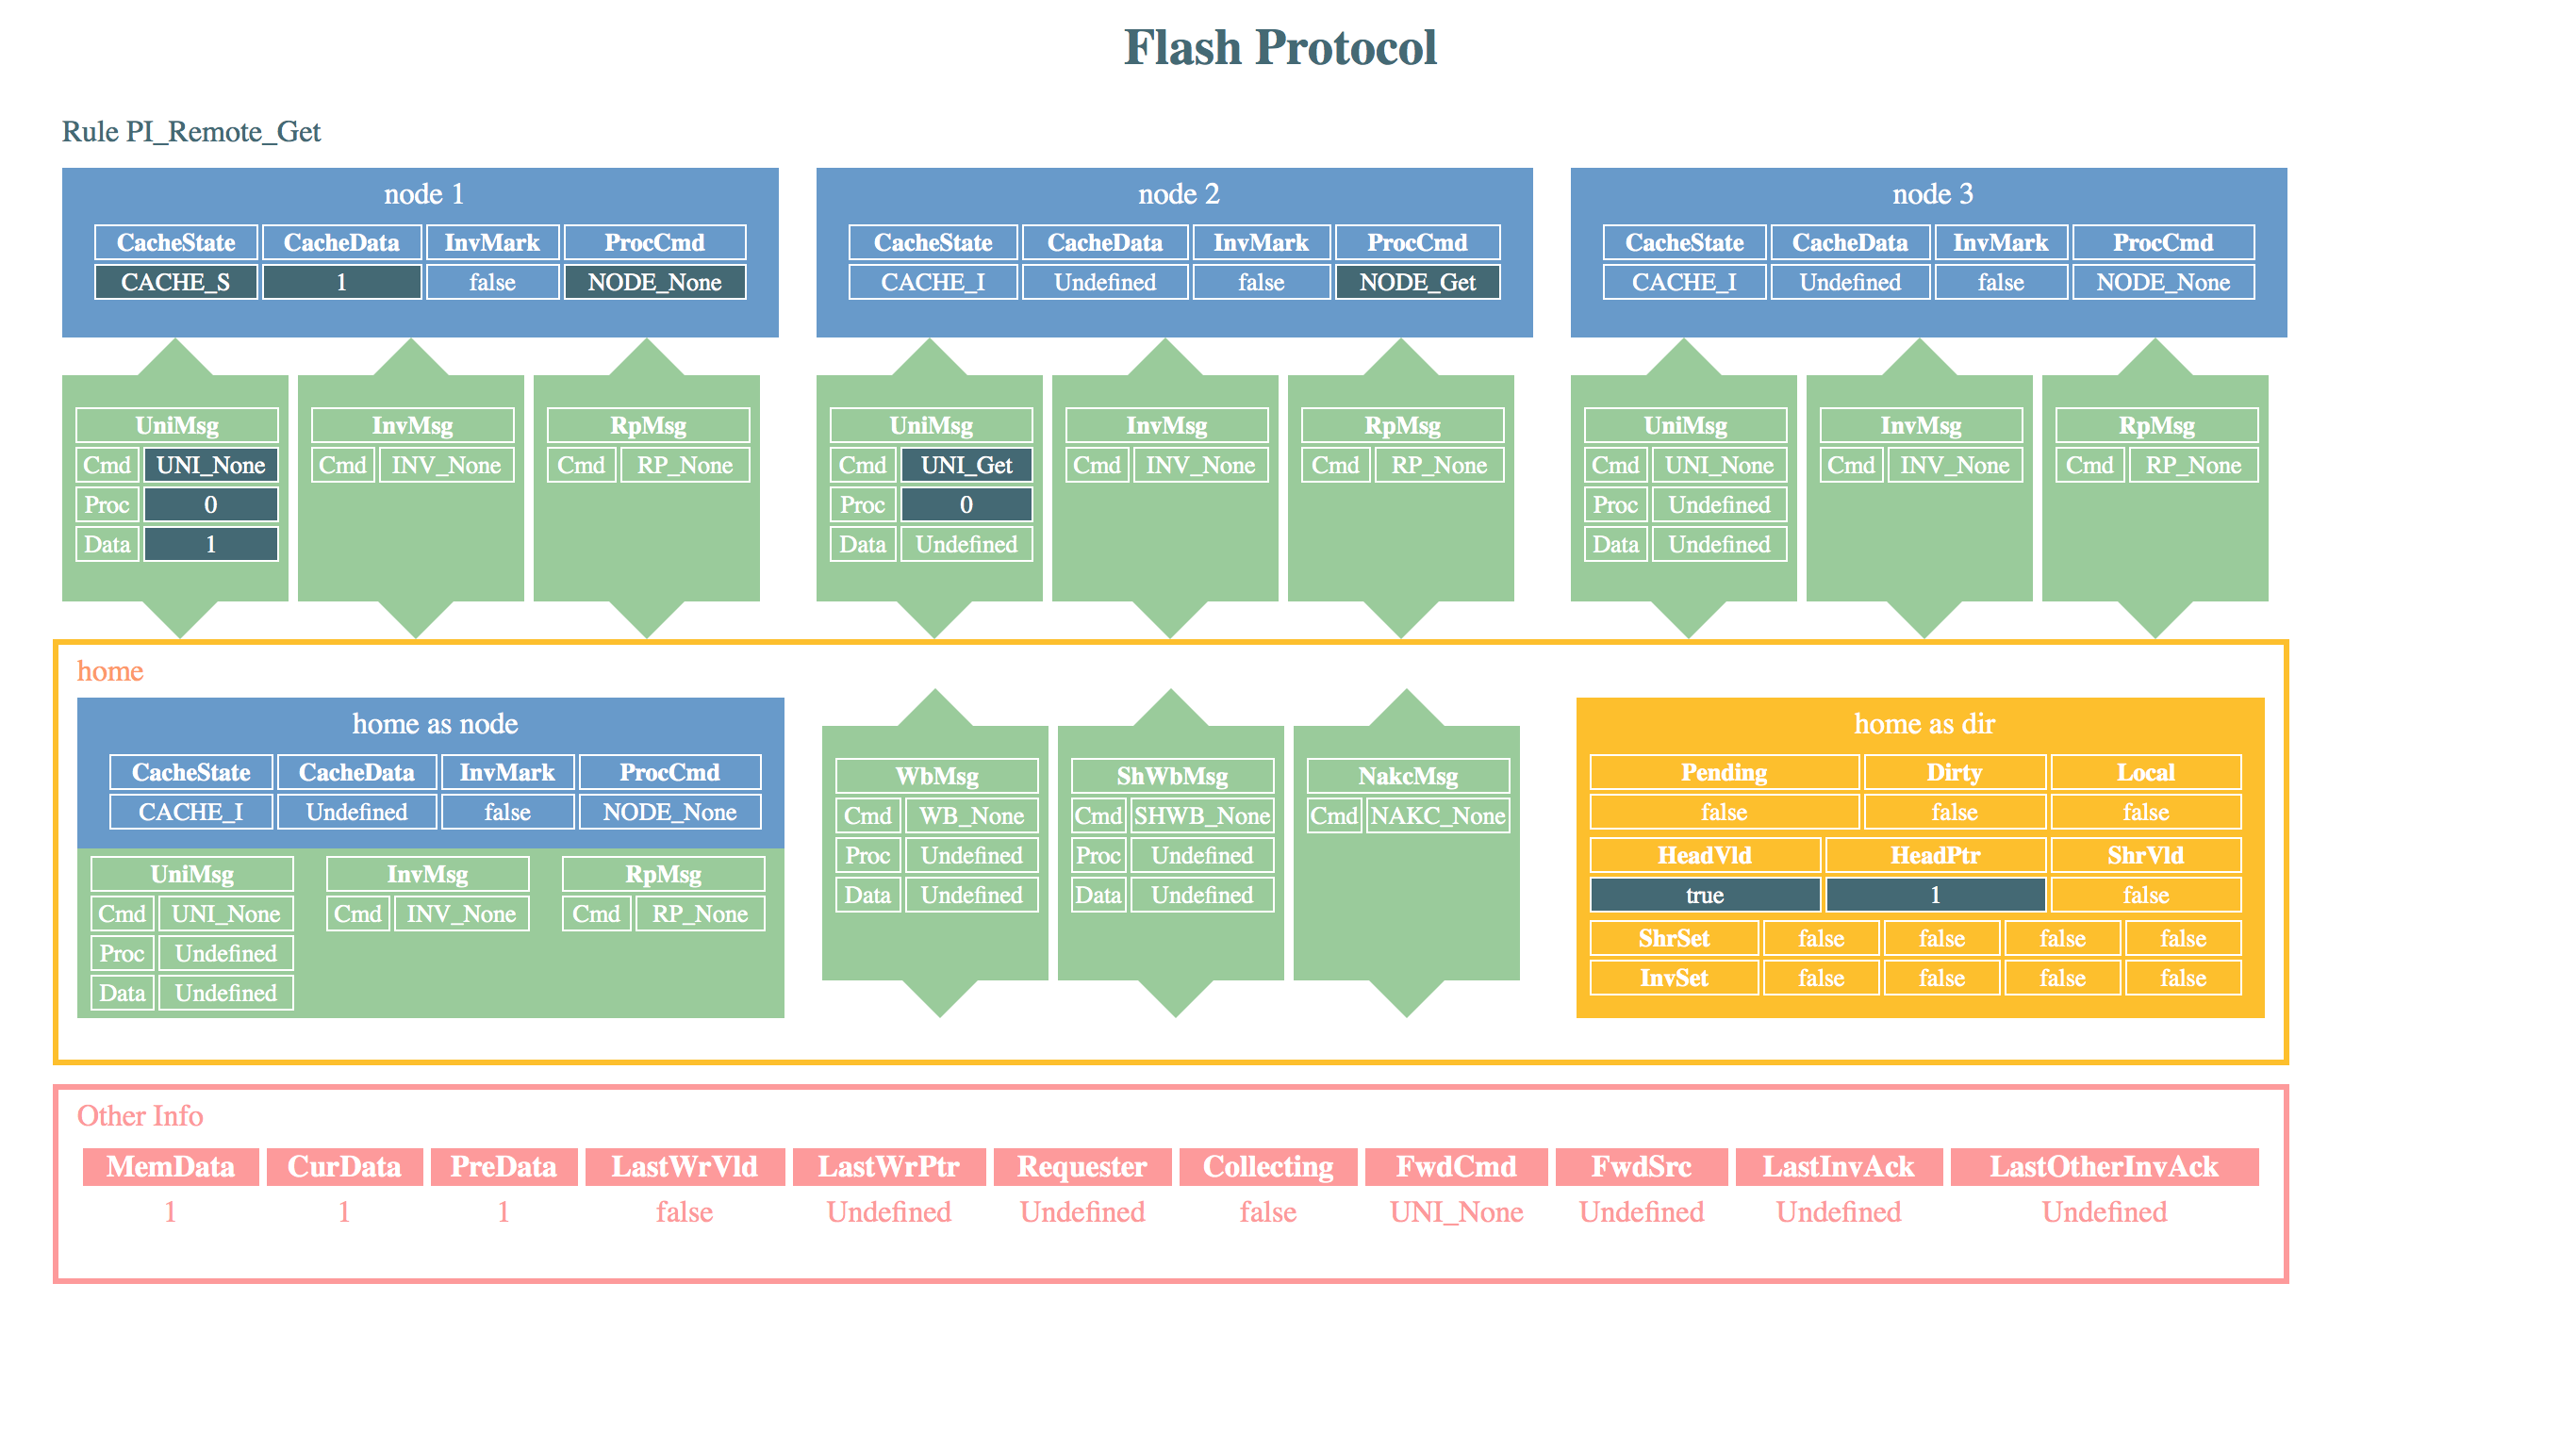 Flash Protocol
Rule PI_Remote_Get
node 1
CacheState CacheData InvMark ProcCmd
CACHE_S 1 false NODE_None
node 2
CacheState CacheData InvMark ProcCmd
CACHE_I Undefined false NODE_Get
node 3
CacheState CacheData InvMark ProcCmd
CACHE_I Undefined false NODE_None
UniMsg
Cmd UNI_None
Proc 0
Data 1
InvMsg
Cmd INV_None
RpMsg
Cmd RP_None
UniMsg
Cmd UNI_Get
Proc 0
Data Undefined
InvMsg
Cmd INV_None
RpMsg
Cmd RP_None
UniMsg
Cmd UNI_None
Proc Undefined
Data Undefined
InvMsg
Cmd INV_None
RpMsg
Cmd RP_None
home
home as node
CacheState CacheData InvMark ProcCmd
CACHE_I Undefined false NODE_None
UniMsg
Cmd UNI_None
Proc Undefined
Data Undefined
InvMsg
Cmd INV_None
RpMsg
Cmd RP_None
WbMsg
Cmd WB_None
Proc Undefined
Data Undefined
ShWbMsg
Cmd SHWB_None
Proc Undefined
Data Undefined
NakcMsg
Cmd NAKC_None
home as dir
Pending Dirty Local
false false false
HeadVld HeadPtr ShrVld
true 1 false
ShrSet false false false false
InvSet false false false false
Other Info
MemData CurData PreData LastWrVld LastWrPtr Requester Collecting FwdCmd FwdSrc LastInvAck LastOtherInvAck
1 1 1 false Undefined Undefined false UNI_None Undefined Undefined Undefined